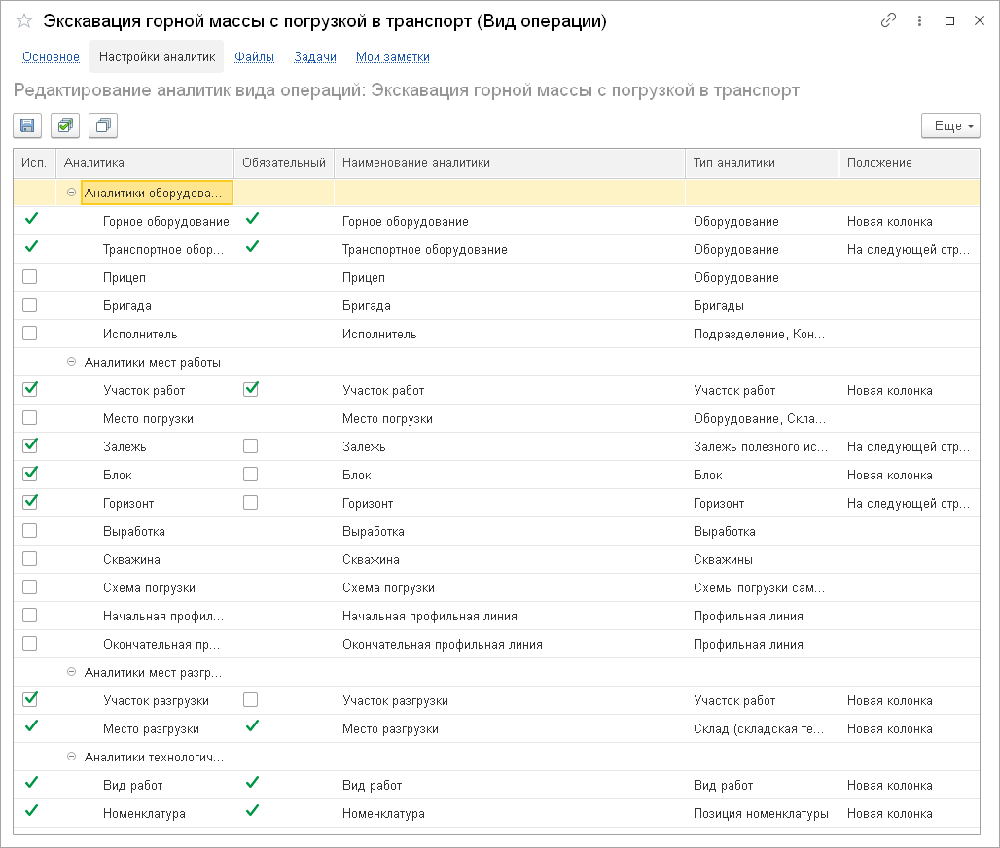 Экскавация горной массы с погрузкой в транспорт (Вид операции)
Основное Настройки аналитик Файлы Задачи Мои заметки
Редактирование аналитик вида операций: Экскавация горной массы с погрузкой в транспорт
Еще
Исп. Аналитика Обязательный Наименование аналитики Тип аналитики Положение
Аналитики оборудова...
Горное оборудование Горное оборудование Оборудование Новая колонка
Транспортное обор... Транспортное оборудование Оборудование На следующей стр...
Прицеп Прицеп Оборудование
Бригада Бригада Бригады
Исполнитель Исполнитель Подразделение, Кон...
Аналитики мест работы
Участок работ Участок работ Участок работ Новая колонка
Место погрузки Место погрузки Оборудование, Скла...
Залежь Залежь Залежь полезного ис... На следующей стр...
Блок Блок Блок Новая колонка
Горизонт Горизонт Горизонт На следующей стр...
Выработка Выработка Выработка
Скважина Скважина Скважины
Схема погрузки Схема погрузки Схемы погрузки сам...
Начальная профил... Начальная профильная линия Профильная линия
Окончательная пр... Окончательная профильная линия Профильная линия
Аналитики мест разгр...
Участок разгрузки Участок разгрузки Участок работ Новая колонка
Место разгрузки Место разгрузки Склад (складская те... Новая колонка
Аналитики технологич...
Вид работ Вид работ Вид работ Новая колонка
Номенклатура Номенклатура Позиция номенклатуры Новая колонка